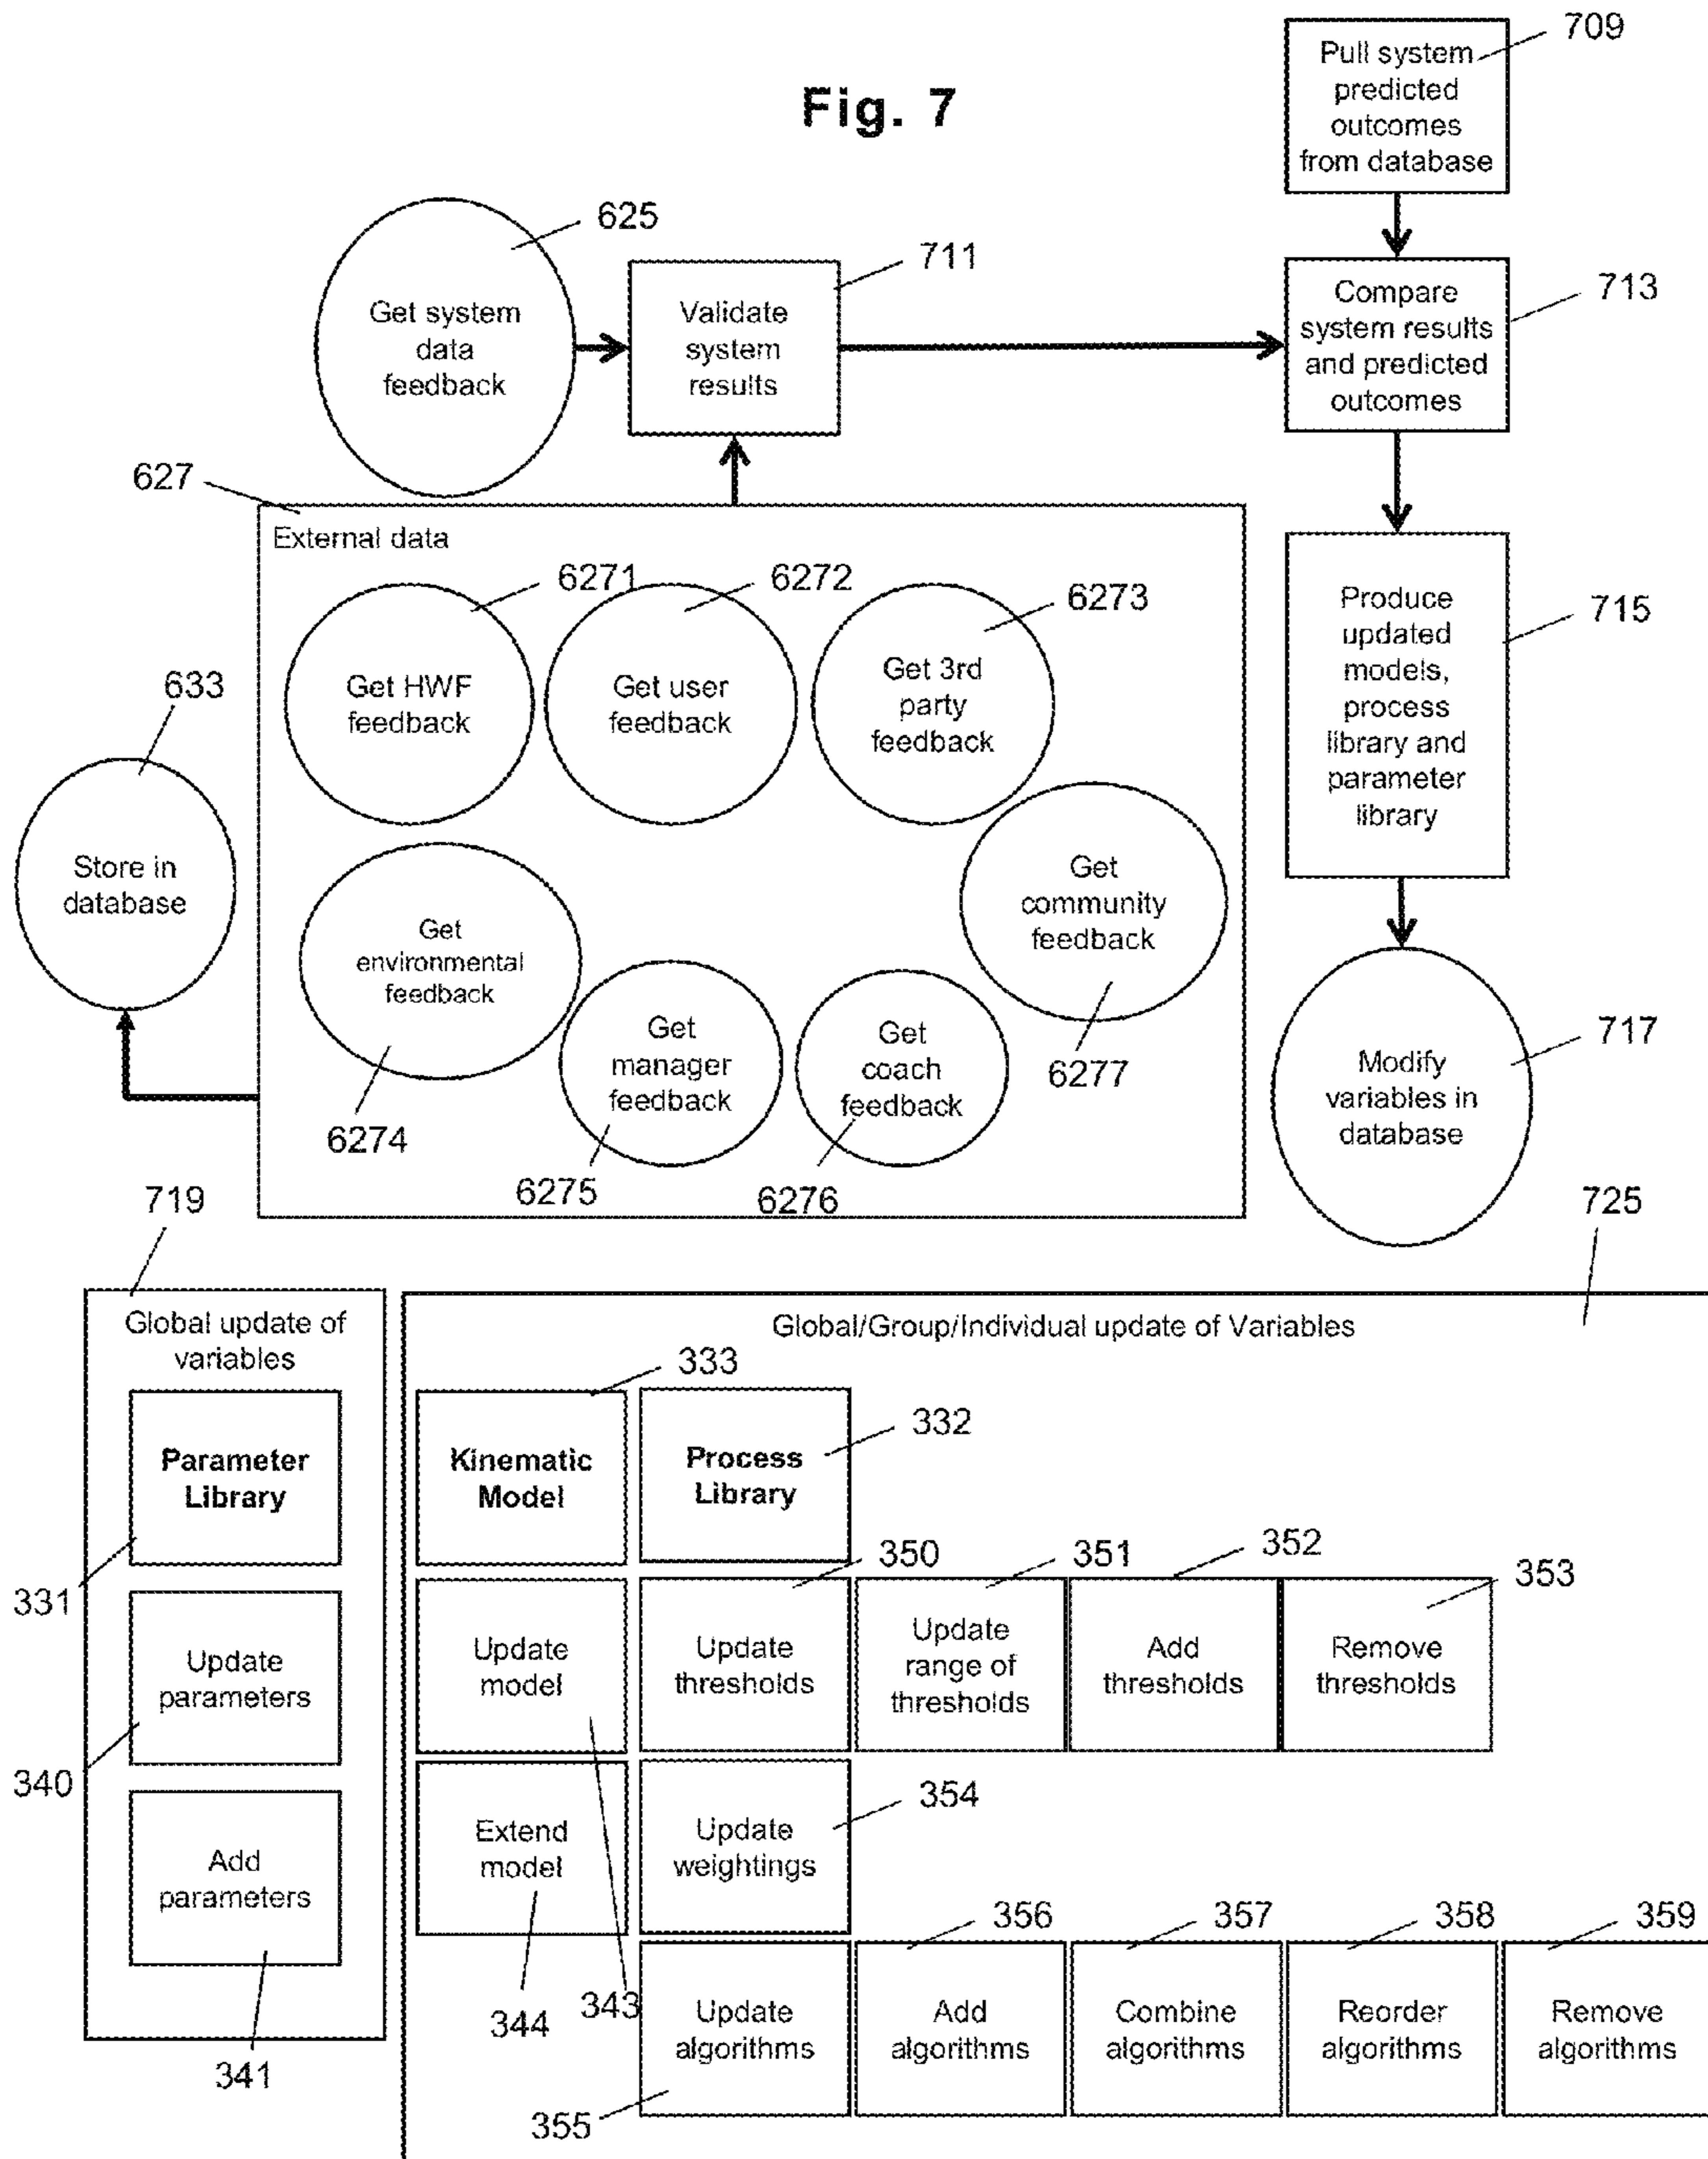 Fig. 7
709
Pull system
predicted
outcomes
from database
625
Get system
data
feedback
711
Validate
system
results
713
Compare
system results
and predicted
outcomes
627
External data
6271
Get HWF
feedback
6272
Get user
feedback
6273
Get 3rd
party
feedback
715
Produce
updated
models,
process
library and
parameter
library
633
Store in
database
Get
environmental
feedback
6274
Get
manager
feedback
6275
Get
coach
feedback
6276
Get
community
feedback
6277
717
Modify
variables in
database
719
Global update of
variables
Parameter
Library
331
Update
parameters
340
Add
parameters
341
725
Global/Group/Individual update of Variables
333
Kinematic
Model
332
Process
Library
Update
model
343
350
Update
thresholds
351
Update
range of
thresholds
352
Add
thresholds
353
Remove
thresholds
Extend
model
344
354
Update
weightings
Update
algorithms
355
356
Add
algorithms
357
Combine
algorithms
358
Reorder
algorithms
359
Remove
algorithms